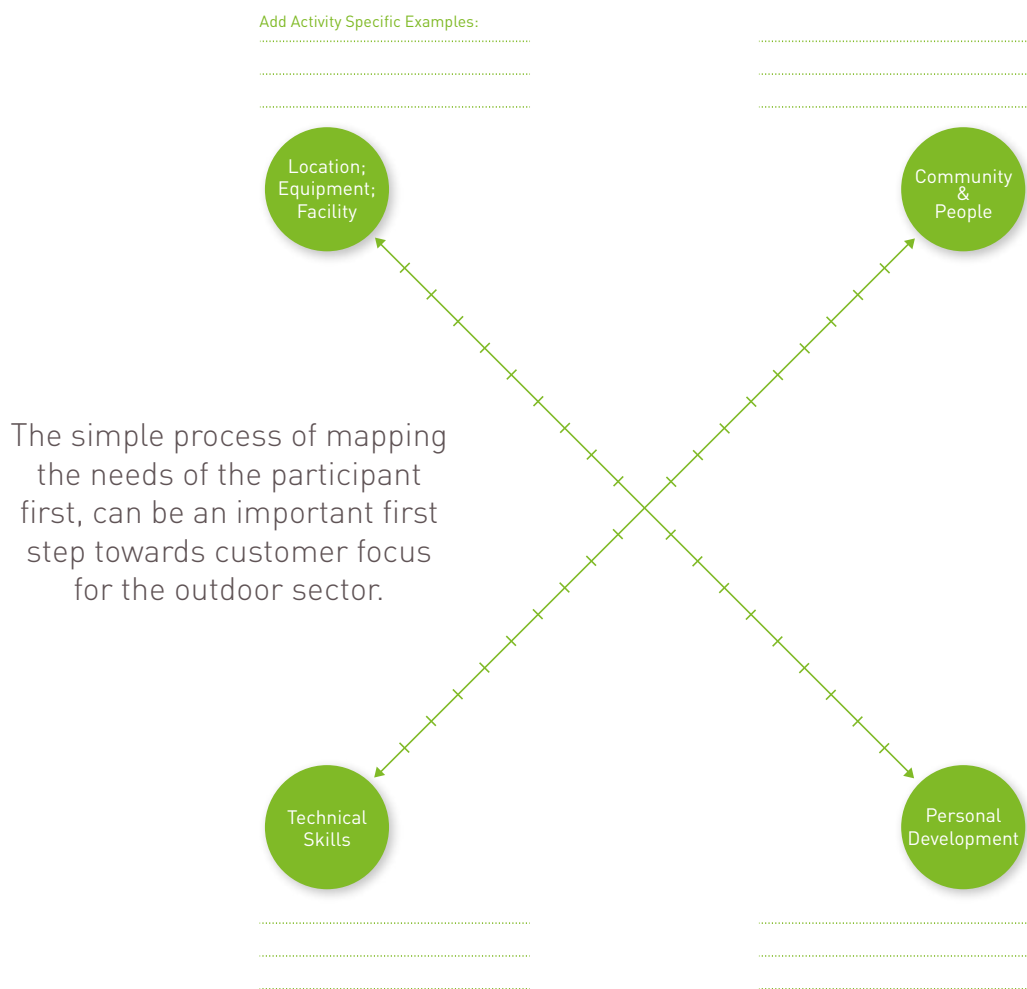 Add Activity Specific Examples:
Location;
Equipment;
Facility
Community
&
People
The simple process of mapping
the needs of the participant
first, can be an important first
step towards customer focus
for the outdoor sector.
Technical
Skills
Personal
Development